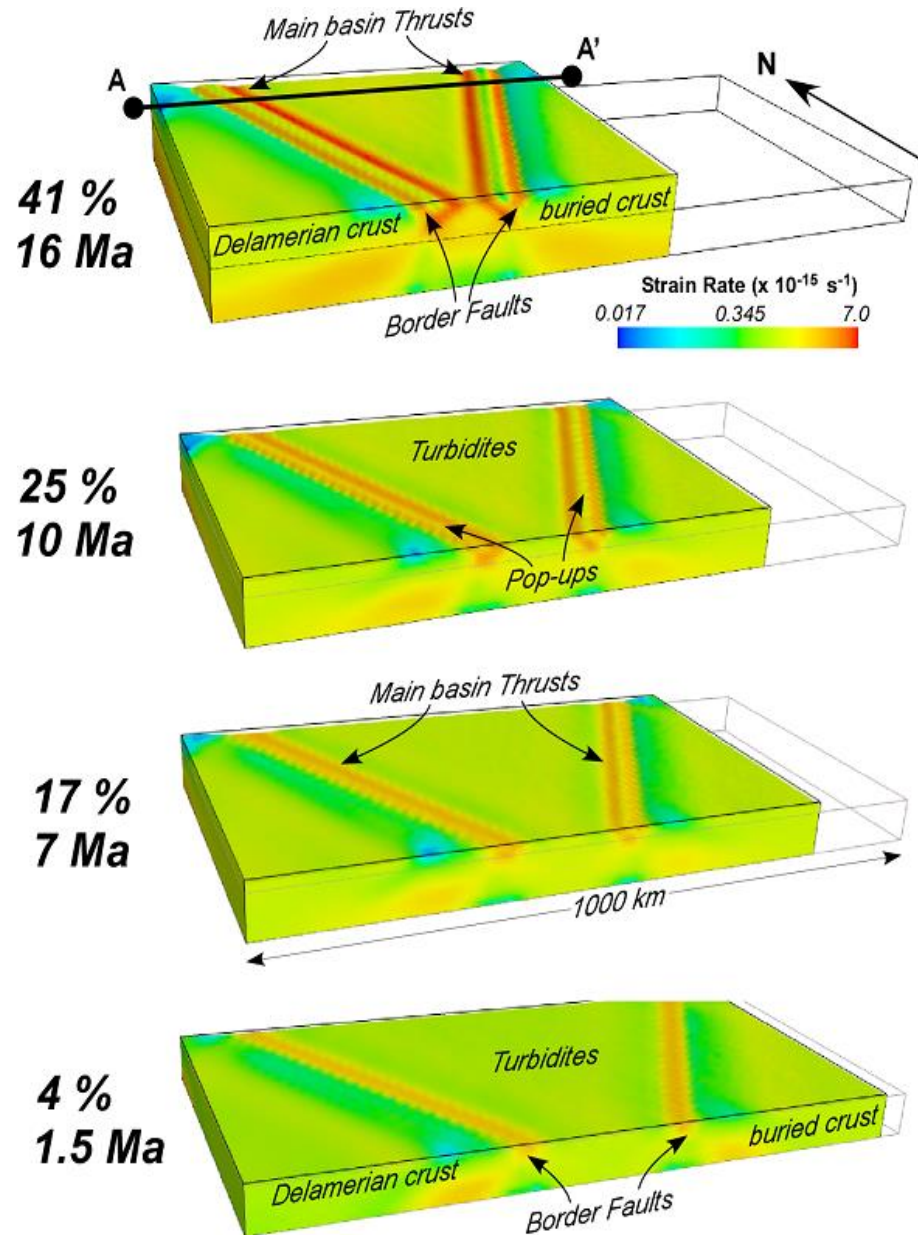 Main basin Thrusts
A
A'
N
41 %
16 Ma
Delamerian crust
buried crust
Border Faults
Strain Rate (x 10⁻¹⁵ s⁻¹)
0.017 0.345 7.0
25 %
10 Ma
Turbidites
Pop-ups
Main basin Thrusts
17 %
7 Ma
1000 km
Turbidites
4 %
1.5 Ma
buried crust
Delamerian crust
Border Faults